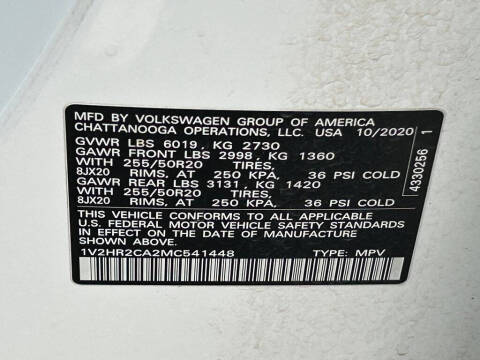 MFD BY VOLKSWAGEN GROUP OF AMERICA
CHATTANOOGA OPERATIONS, LLC. USA 10/2020
GVWR LBS 6019, KG 2730
GAWR FRONT LBS 2998, KG 1360
WITH 255/50R20 TIRES,
8JX20 RIMS, AT 250 KPA, 36 PSI COLD
GAWR REAR LBS 3131, KG 1420
WITH 255/50R20 TIRES,
8JX20 RIMS, AT 250 KPA, 36 PSI COLD
THIS VEHICLE CONFORMS TO ALL APPLICABLE
U.S. FEDERAL MOTOR VEHICLE SAFETY STANDARDS
IN EFFECT ON THE DATE OF MANUFACTURE
SHOWN ABOVE.
1V2HR2CA2MC541448 TYPE: MPV
4330256 1